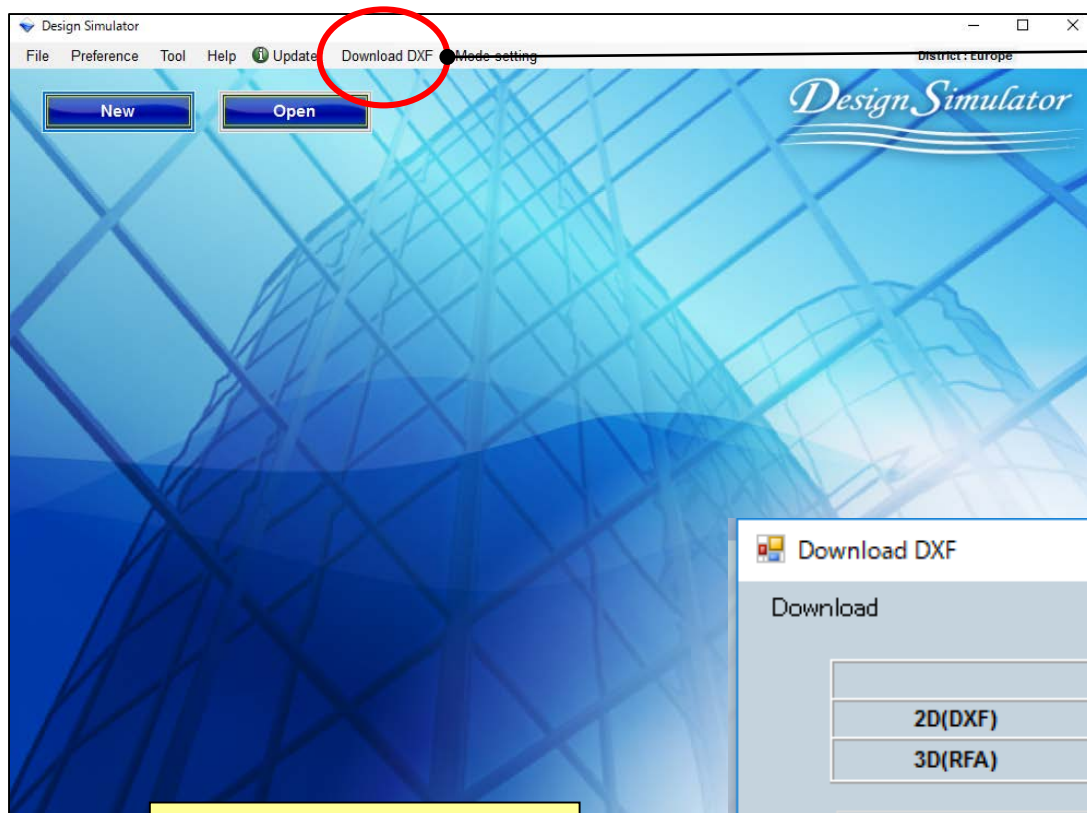 Design Simulator
File Preference Tool Help Update Download DXF Mode setting District : Europe
New Open
Design Simulator
Download DXF
Download
2D(DXF)
3D(RFA)